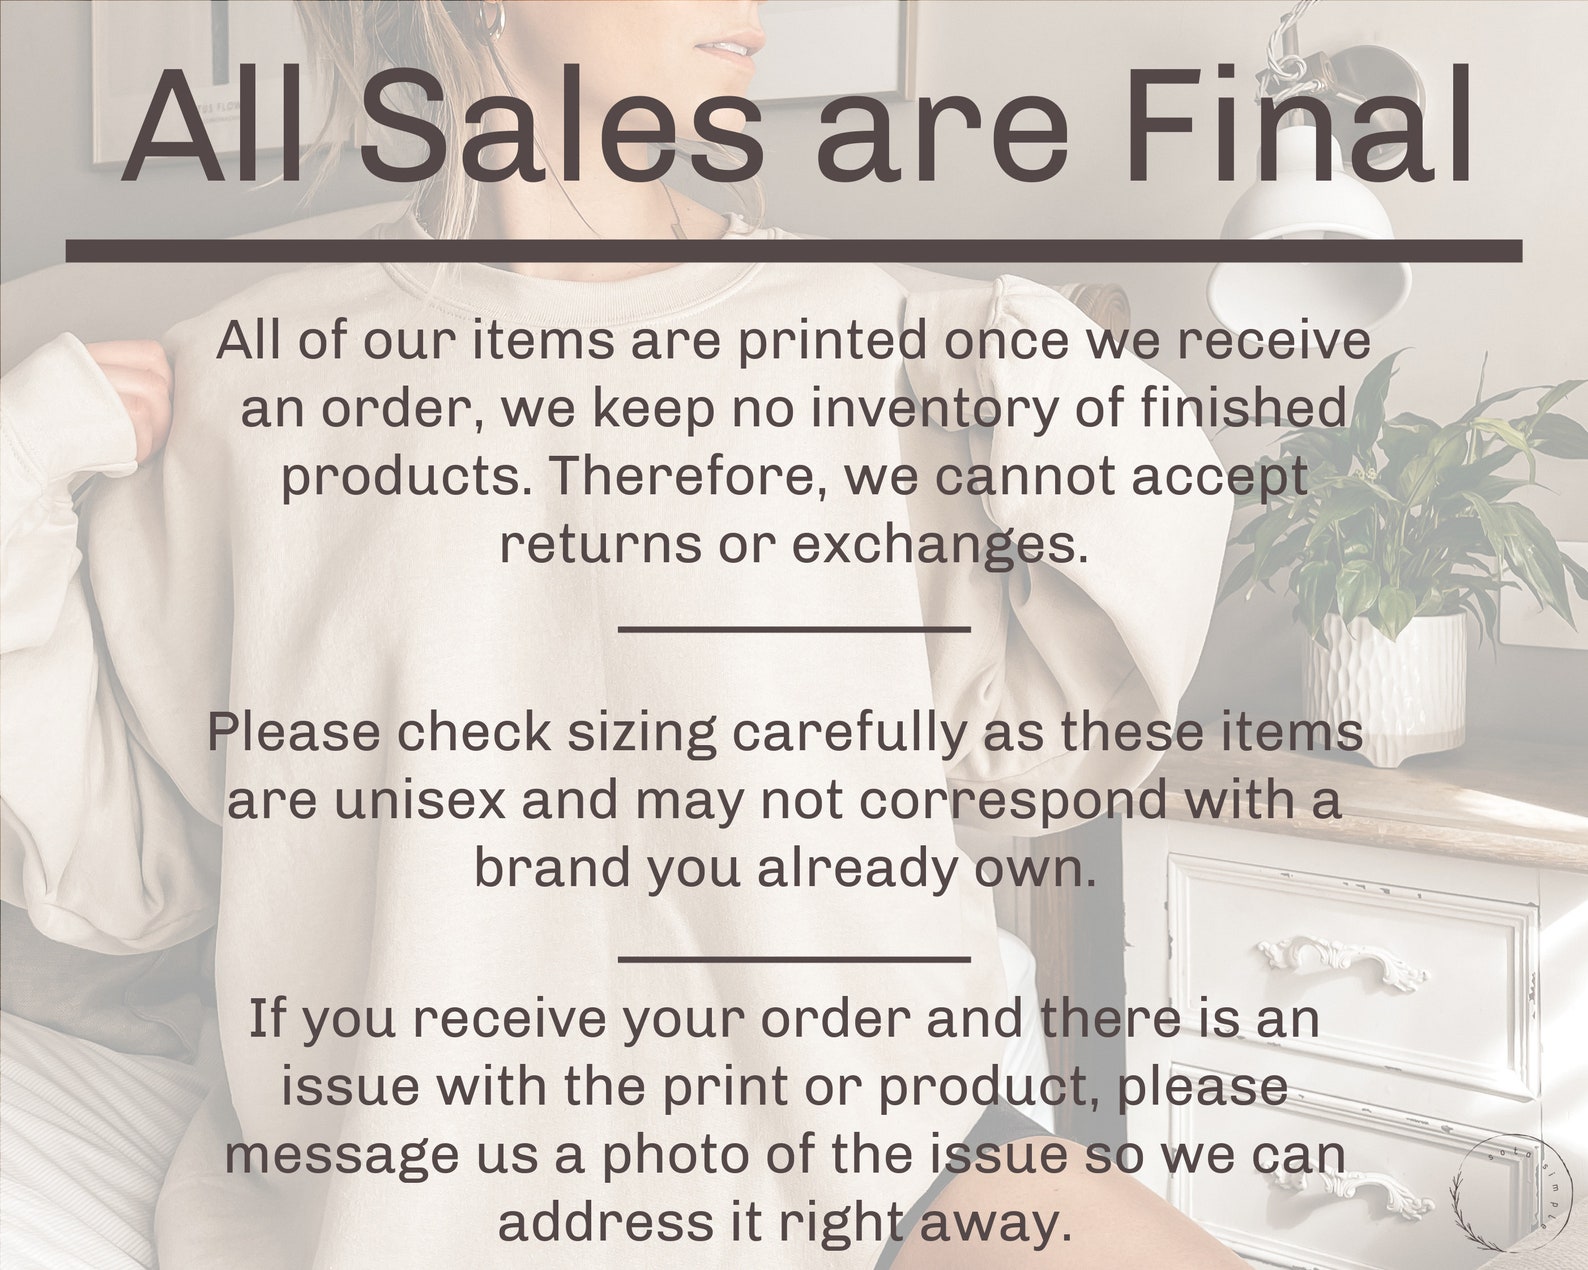 All Sales are Final
All of our items are printed once we receive
an order, we keep no inventory of finished
products. Therefore, we cannot accept
returns or exchanges.
Please check sizing carefully as these items
are unisex and may not correspond with a
brand you already own.
If you receive your order and there is an
issue with the print or product, please
message us a photo of the issue so we can
address it right away.
soto simple